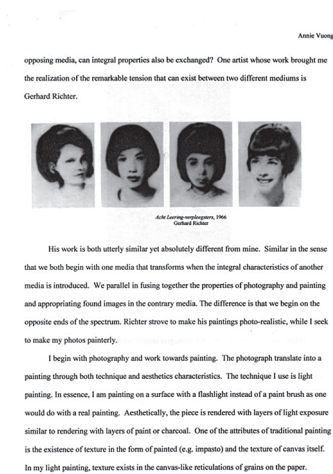 Annie Vuong
opposing media, can integral properties also be exchanged? One artist whose work brought me
the realization of the remarkable tension that can exist between two different mediums is
Gerhard Richter.
Acht Leering-verpleegsters, 1966
Gerhard Richter
His work is both utterly similar yet absolutely different from mine. Similar in the sense
that we both begin with one media that transforms when the integral characteristics of another
media is introduced. We parallel in fusing together the properties of photography and painting
and appropriating found images in the contrary media. The difference is that we begin on the
opposite ends of the spectrum. Richter strove to make his paintings photo-realistic, while I seek
to make my photos painterly.
I begin with photography and work towards painting. The photograph translate into a
painting through both technique and aesthetics characteristics. The technique I use is light
painting. In essence, I am painting on a surface with a flashlight instead of a paint brush as one
would do with a real painting. Aesthetically, the piece is rendered with layers of light exposure
similar to rendering with layers of paint or charcoal. One of the attributes of traditional painting
is the existence of texture in the form of painted (e.g. impasto) and the texture of canvas itself.
In my light painting, texture exists in the canvas-like reticulations of grains on the paper.